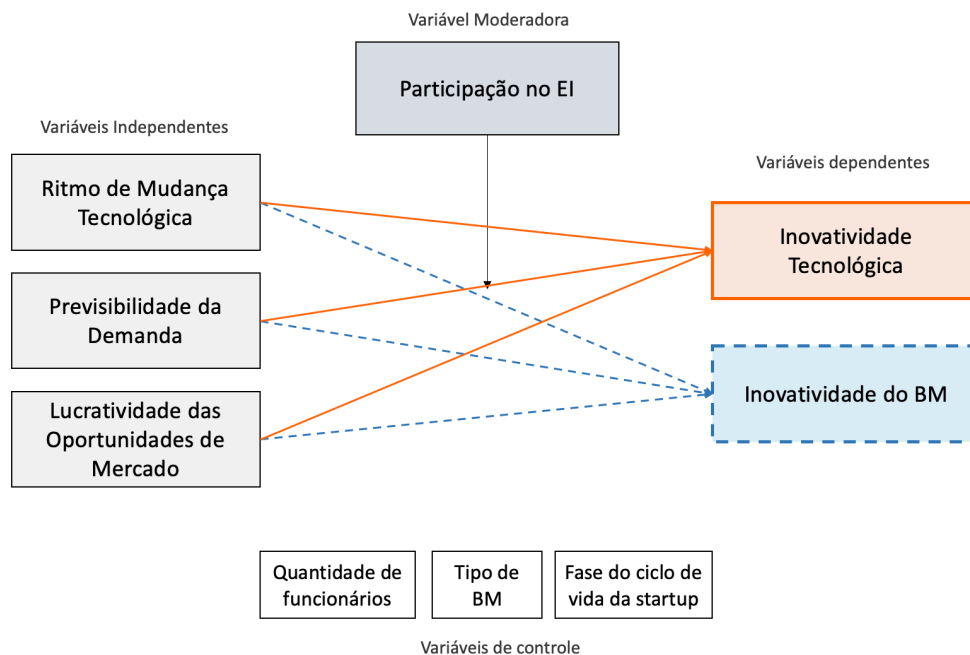 Variável Moderadora
Participação no EI
Variáveis Independentes
Ritmo de Mudança
Tecnológica
Previsibilidade da
Demanda
Lucratividade das
Oportunidades de
Mercado
Variáveis dependentes
Inovatividade
Tecnológica
Inovatividade do BM
Quantidade de
funcionários
Tipo de
BM
Fase do ciclo de
vida da startup
Variáveis de controle